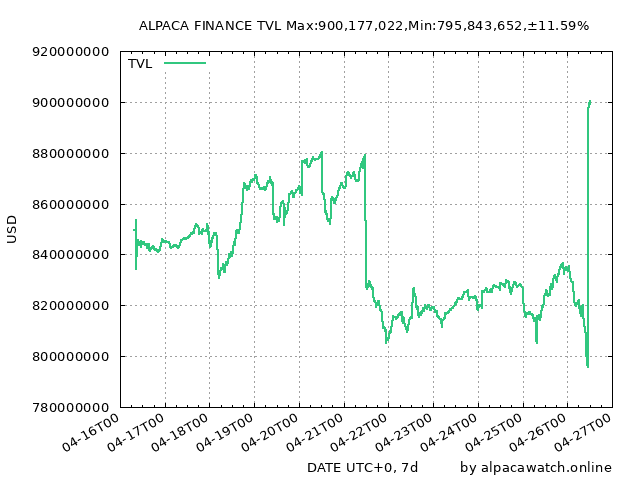 ALPACA FINANCE TVL Max:900,177,022,Min:795,843,652,±11.59%
920000000
TVL
900000000
880000000
860000000
USD
840000000
820000000
800000000
780000000
04-16T00
04-17T00
04-18T00
04-19T00
04-20T00
04-21T00
04-22T00
04-23T00
04-24T00
04-25T00
04-26T00
04-27T00
DATE UTC+0, 7d
by alpacawatch.online